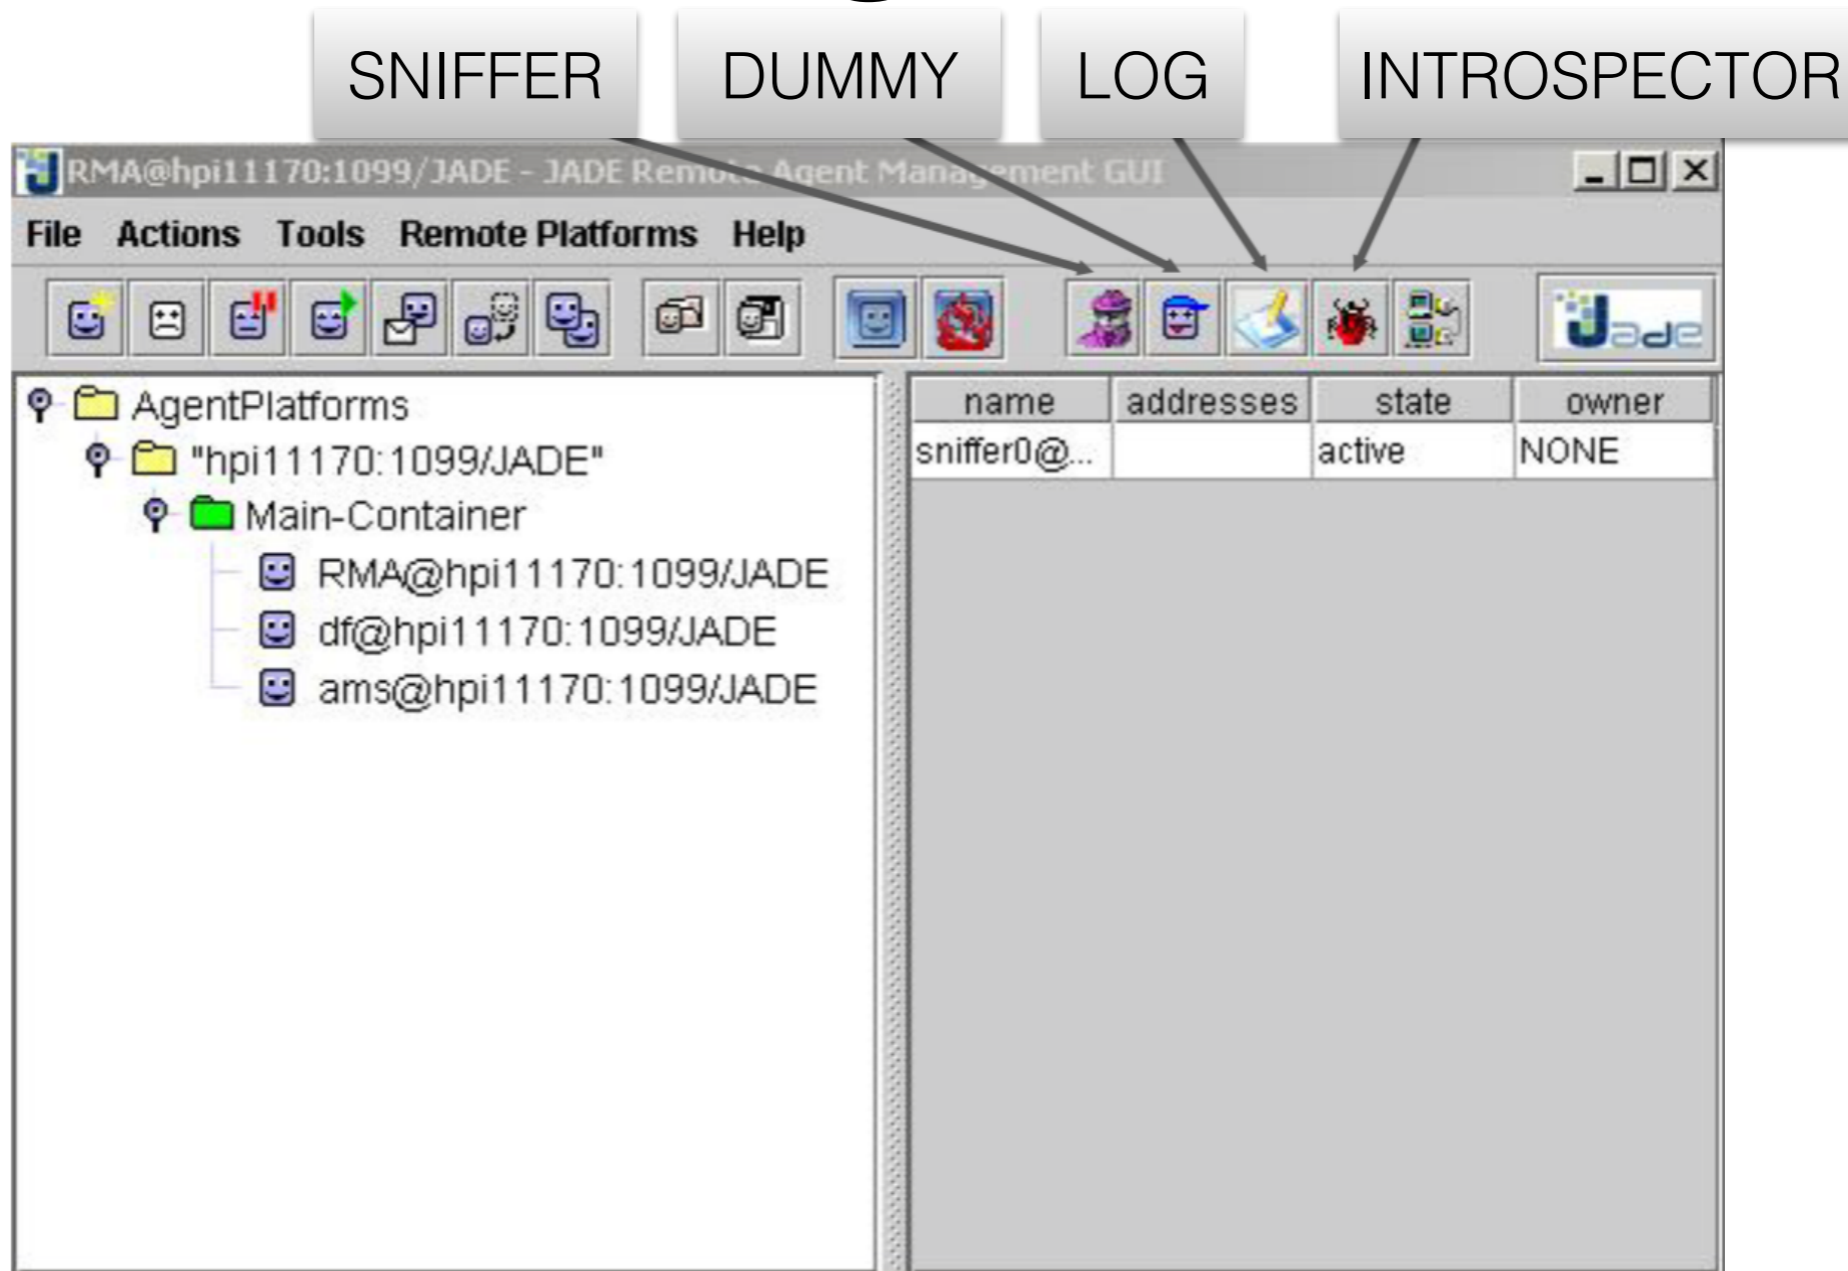 SNIFFER DUMMY LOG INTROSPECTOR
RMA@hpi11170:1099/JADE - JADE Remote Agent Management GUI
File Actions Tools Remote Platforms Help
Jade
AgentPlatforms
"hpi11170:1099/JADE"
Main-Container
RMA@hpi11170:1099/JADE
df@hpi11170:1099/JADE
ams@hpi11170:1099/JADE
name addresses state owner
sniffer0@... active NONE